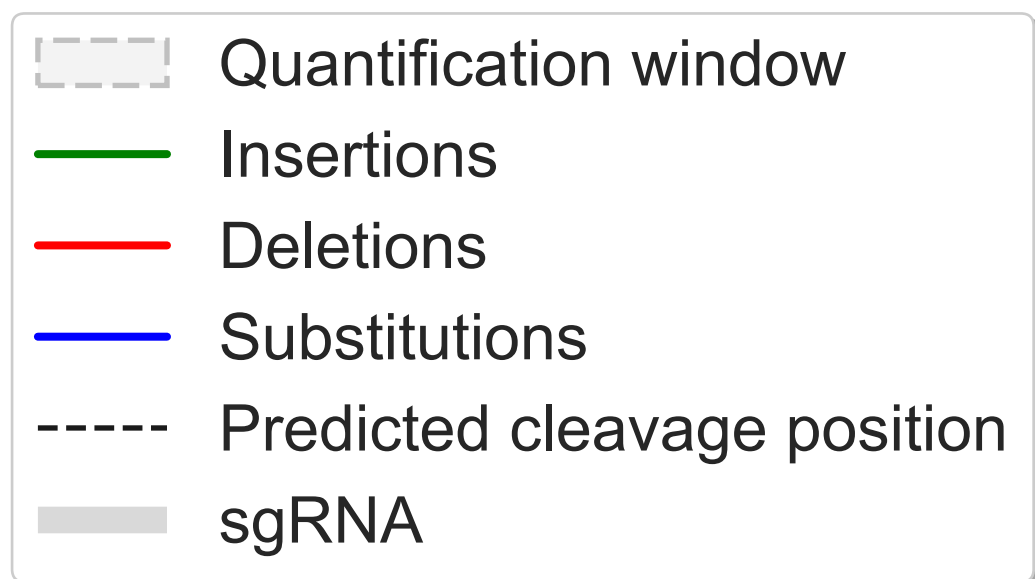 Quantification window
Insertions
Deletions
Substitutions
Predicted cleavage position
sgRNA